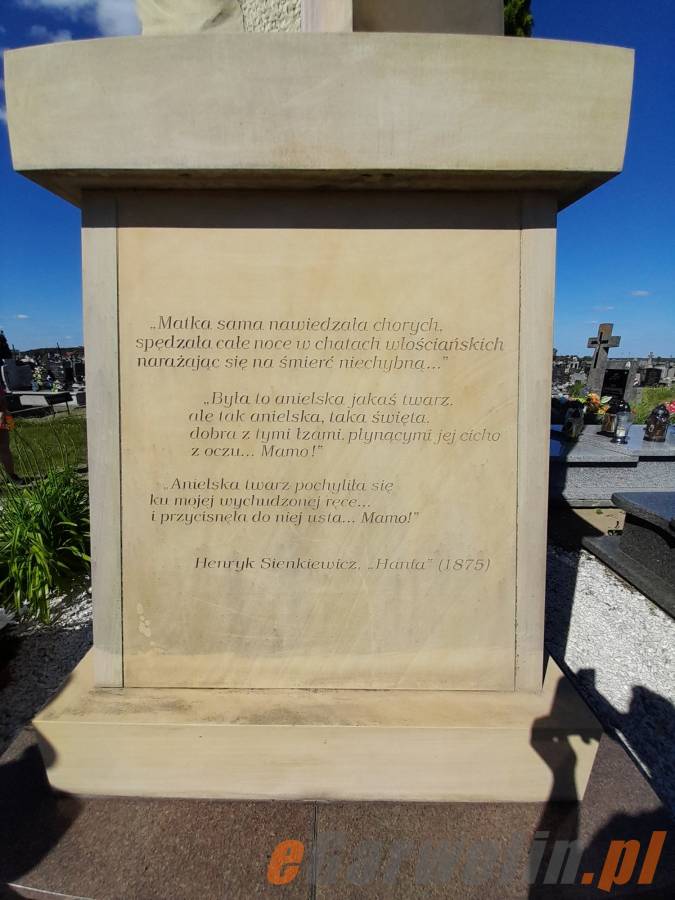 „Matka sama nawiedzała chorych,
spędzała całe noce w chatach włościańskich
narażając się na śmierć niechybną..."
„Była to anielska jakaś twarz,
ale tak anielska, taka święta,
dobra z tymi łzami, płynącymi jej cicho
z oczu... Mamo!"
„Anielska twarz pochyliła się
ku mojej wychudzonej ręce...
i przycisnęła do niej usta... Mamo!"
Henryk Sienkiewicz, „Hania" (1875)
eGarwolin.pl